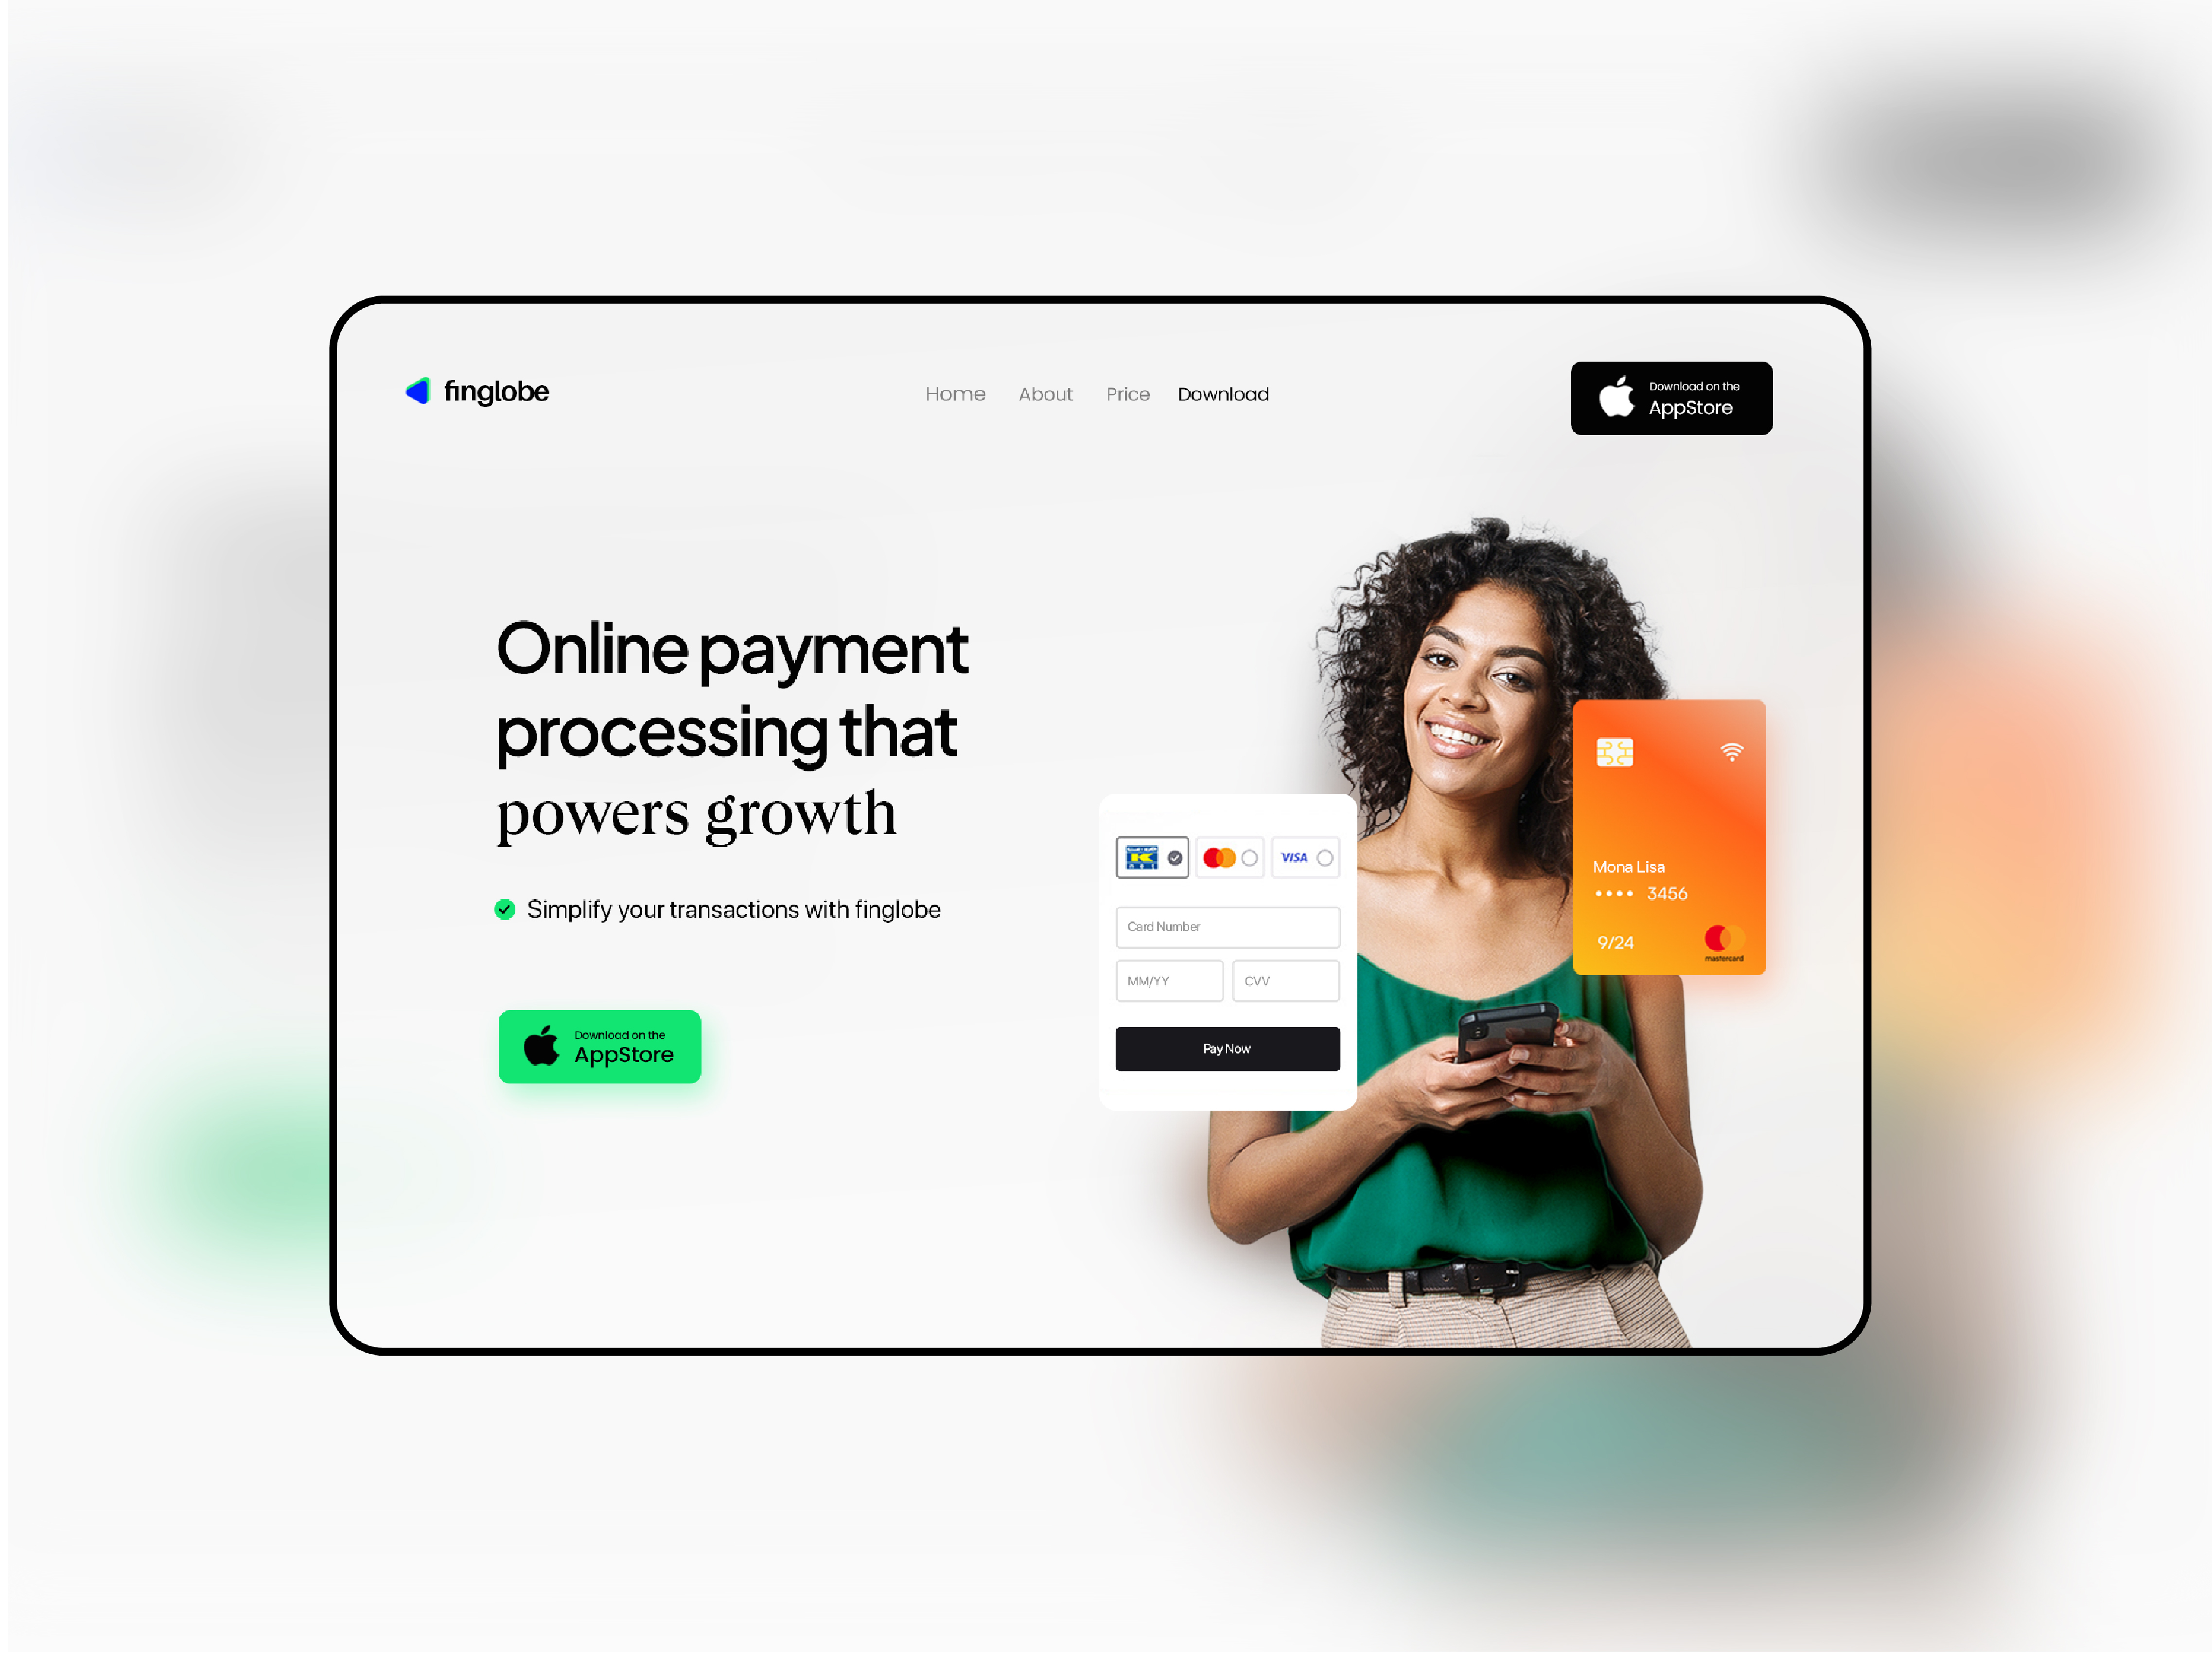 finglobe
Home About Price Download
Download on the
AppStore
Online payment
processing that
powers growth
Simplify your transactions with finglobe
Download on the
AppStore
VISA
Card Number
MM/YY CVV
Pay Now
Mona Lisa
•••• 3456
9/24
mastercard